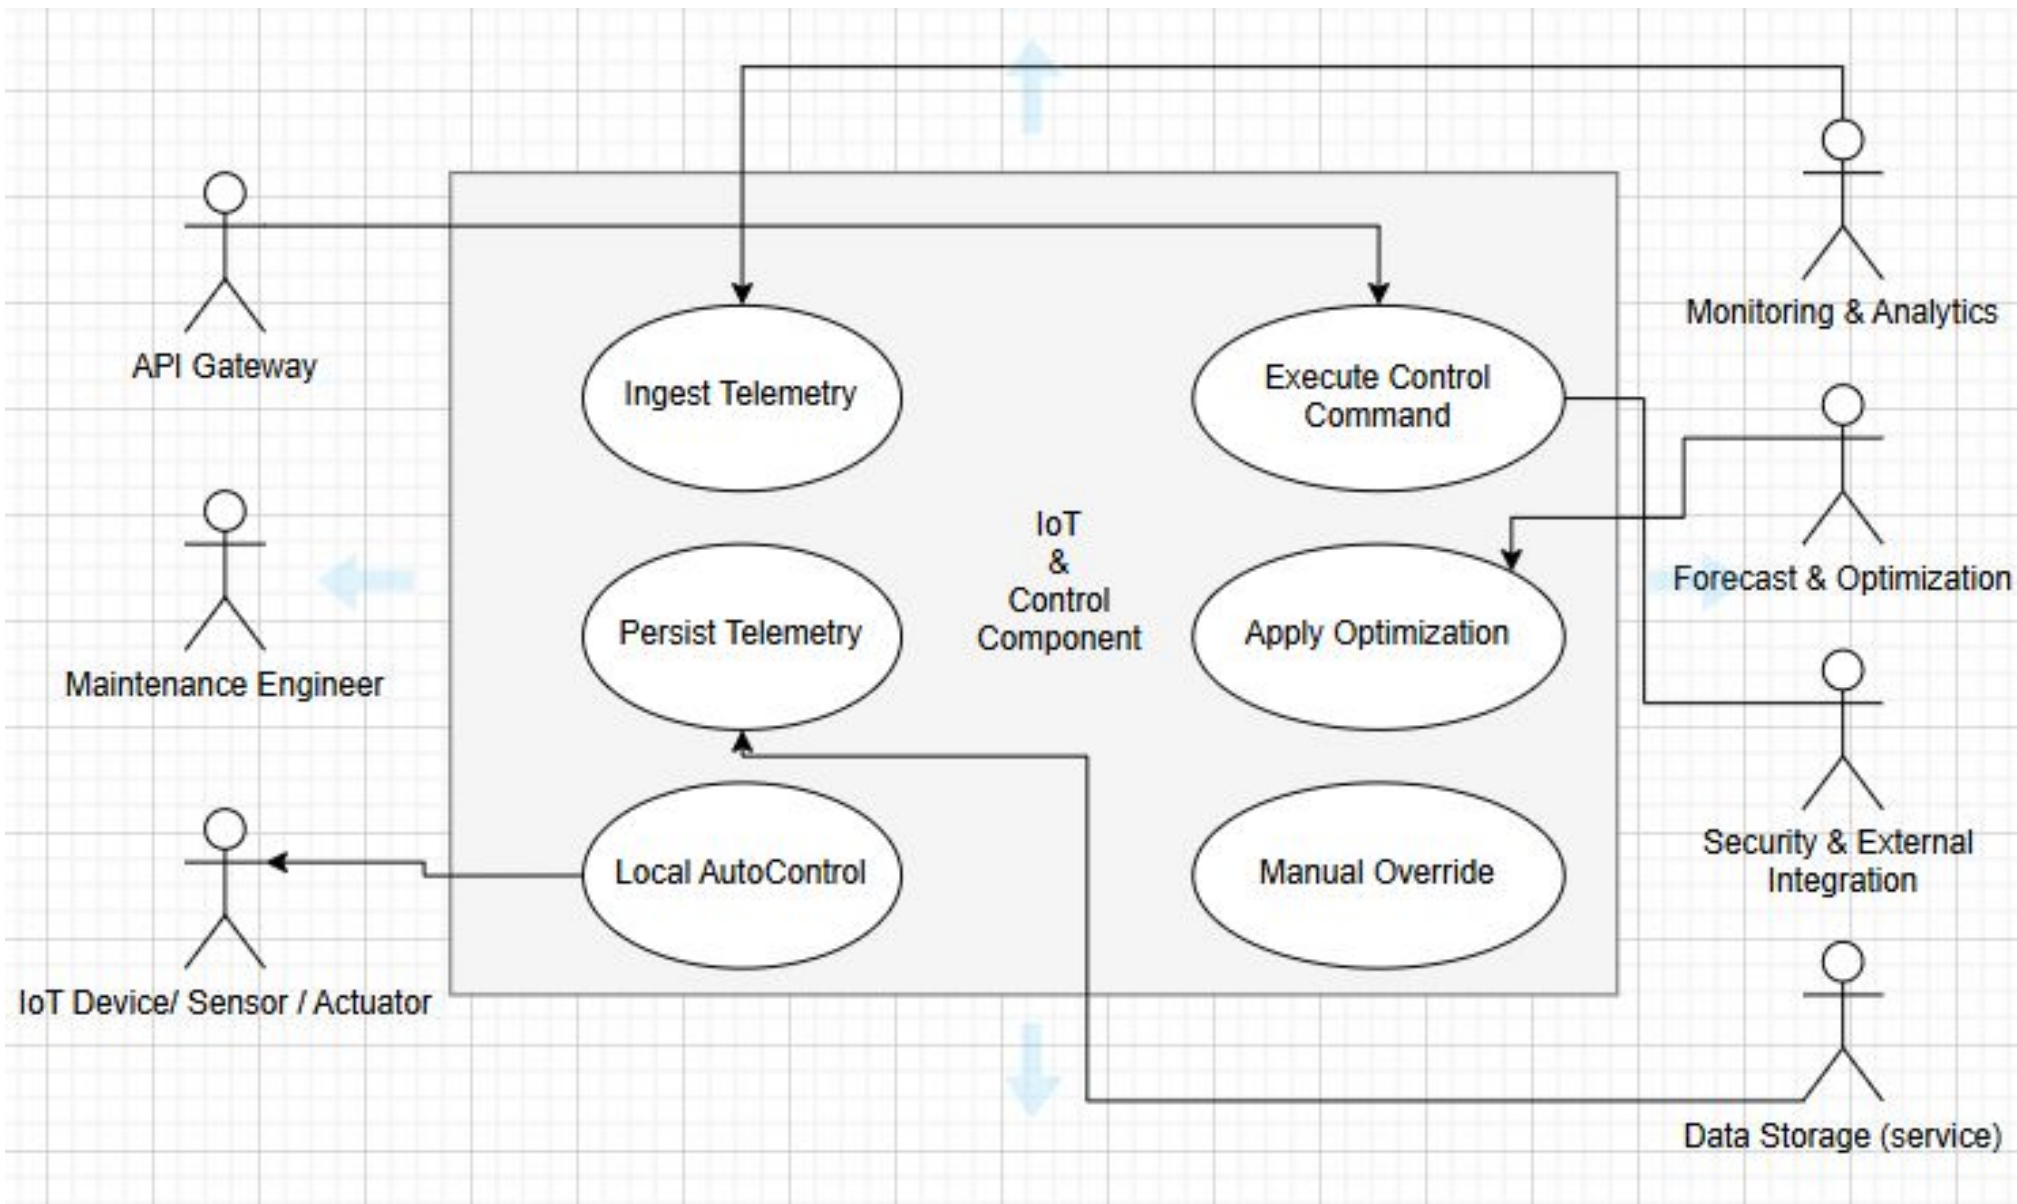 API Gateway
Maintenance Engineer
IoT Device/ Sensor / Actuator
Ingest Telemetry
Persist Telemetry
Local AutoControl
IoT
&
Control
Component
Execute Control
Command
Apply Optimization
Manual Override
Monitoring & Analytics
Forecast & Optimization
Security & External
Integration
Data Storage (service)